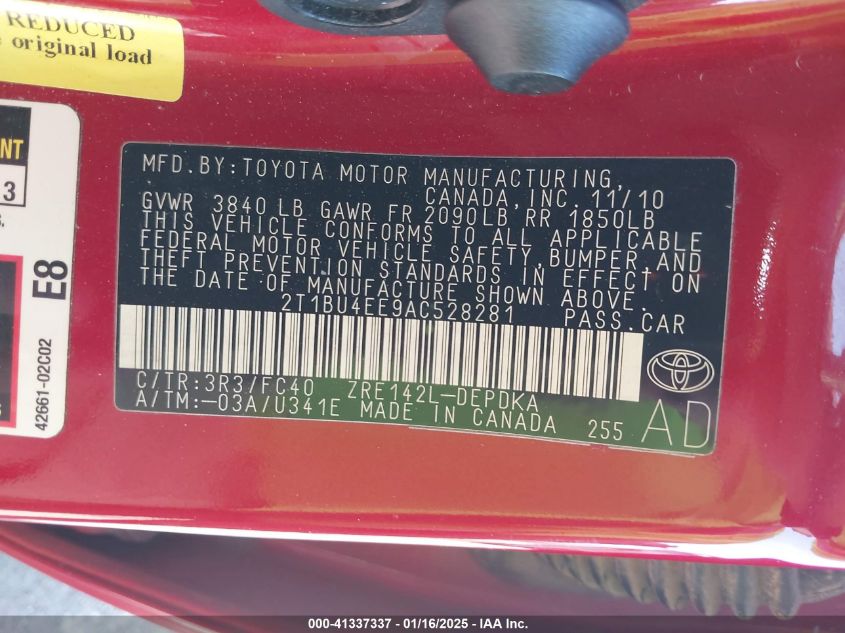 REDUCED
original load
NT
3
E8
42661-02C02
MFD.BY:TOYOTA MOTOR MANUFACTURING,
CANADA, INC. 11/10
GVWR 3840 LB GAWR FR 2090LB RR 1850LB
THIS VEHICLE CONFORMS TO ALL APPLICABLE
FEDERAL MOTOR VEHICLE SAFETY, BUMPER, AND
THEFT PREVENTION STANDARDS IN EFFECT ON
THE DATE OF MANUFACTURE SHOWN ABOVE.
2T1BU4EE9AC528281 PASS.CAR
C/TR:3R3/FC40 ZRE142L-DEPDKA
A/TM:-03A/U341E MADE IN CANADA 255 AD
000-41337337 - 01/16/2025 - IAA Inc.